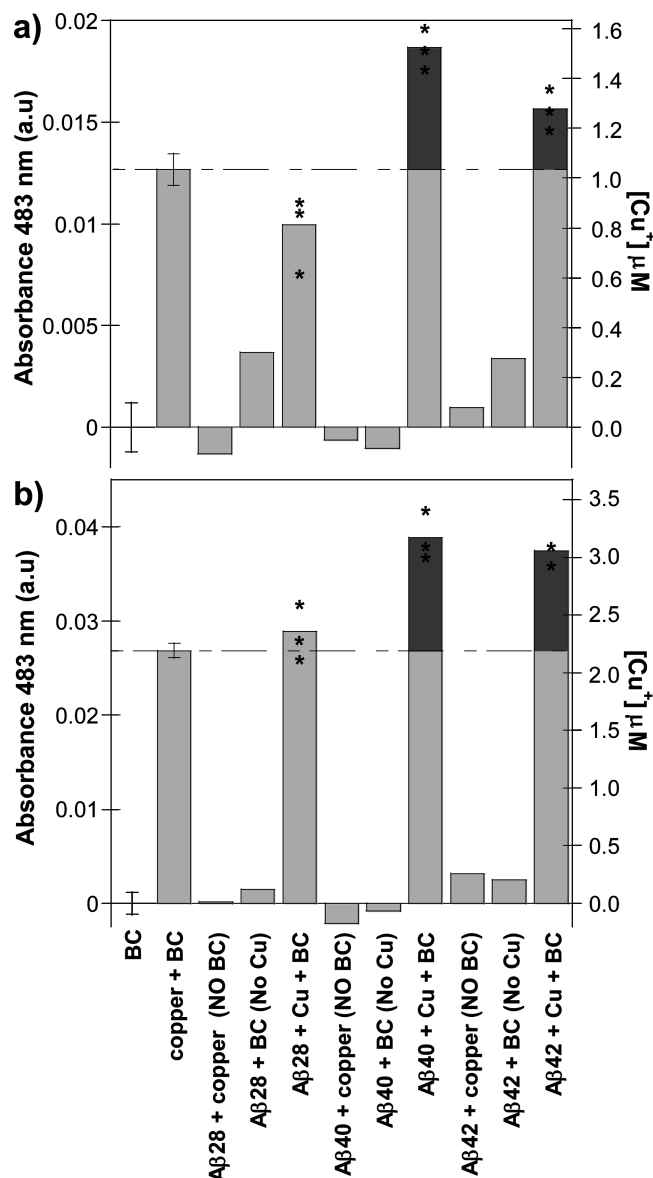 a)
0.02
0.015
0.01
0.005
0
Absorbance 483 nm (a.u)
1.6
1.4
1.2
1.0
0.8
0.6
0.4
0.2
0.0
[Cu⁺] μM
* * *
* * *
* * *
b)
0.04
0.03
0.02
0.01
0
Absorbance 483 nm (a.u)
3.5
3.0
2.5
2.0
1.5
1.0
0.5
0.0
[Cu⁺] μM
* * *
* * *
* *
BC
copper + BC
Aβ28 + copper (NO BC)
Aβ28 + BC (No Cu)
Aβ28 + Cu + BC
Aβ40 + copper (NO BC)
Aβ40 + BC (No Cu)
Aβ40 + Cu + BC
Aβ42 + copper (NO BC)
Aβ42 + BC (No Cu)
Aβ42 + Cu + BC